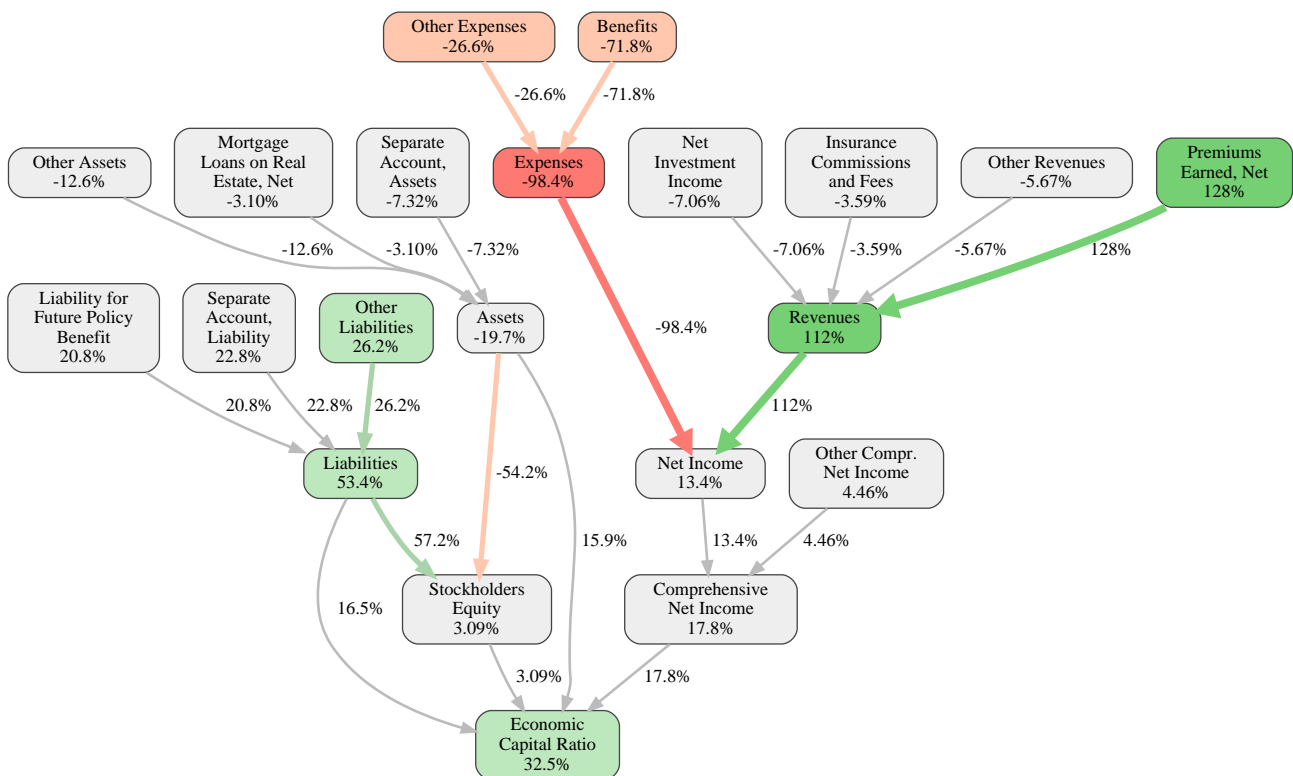 Other Expenses
-26.6%
Benefits
-71.8%
-26.6%
-71.8%
Other Assets
-12.6%
Mortgage
Loans on Real
Estate, Net
-3.10%
Separate
Account,
Assets
-7.32%
Expenses
-98.4%
Net
Investment
Income
-7.06%
Insurance
Commissions
and Fees
-3.59%
Other Revenues
-5.67%
Premiums
Earned, Net
128%
-12.6%
-3.10%
-7.32%
-7.06%
-3.59%
-5.67%
128%
Liability for
Future Policy
Benefit
20.8%
Separate
Account,
Liability
22.8%
Other
Liabilities
26.2%
Assets
-19.7%
-98.4%
Revenues
112%
20.8%
22.8%
26.2%
112%
Liabilities
53.4%
-54.2%
Net Income
13.4%
Other Compr.
Net Income
4.46%
57.2%
15.9%
13.4%
4.46%
16.5%
Stockholders
Equity
3.09%
Comprehensive
Net Income
17.8%
3.09%
17.8%
Economic
Capital Ratio
32.5%